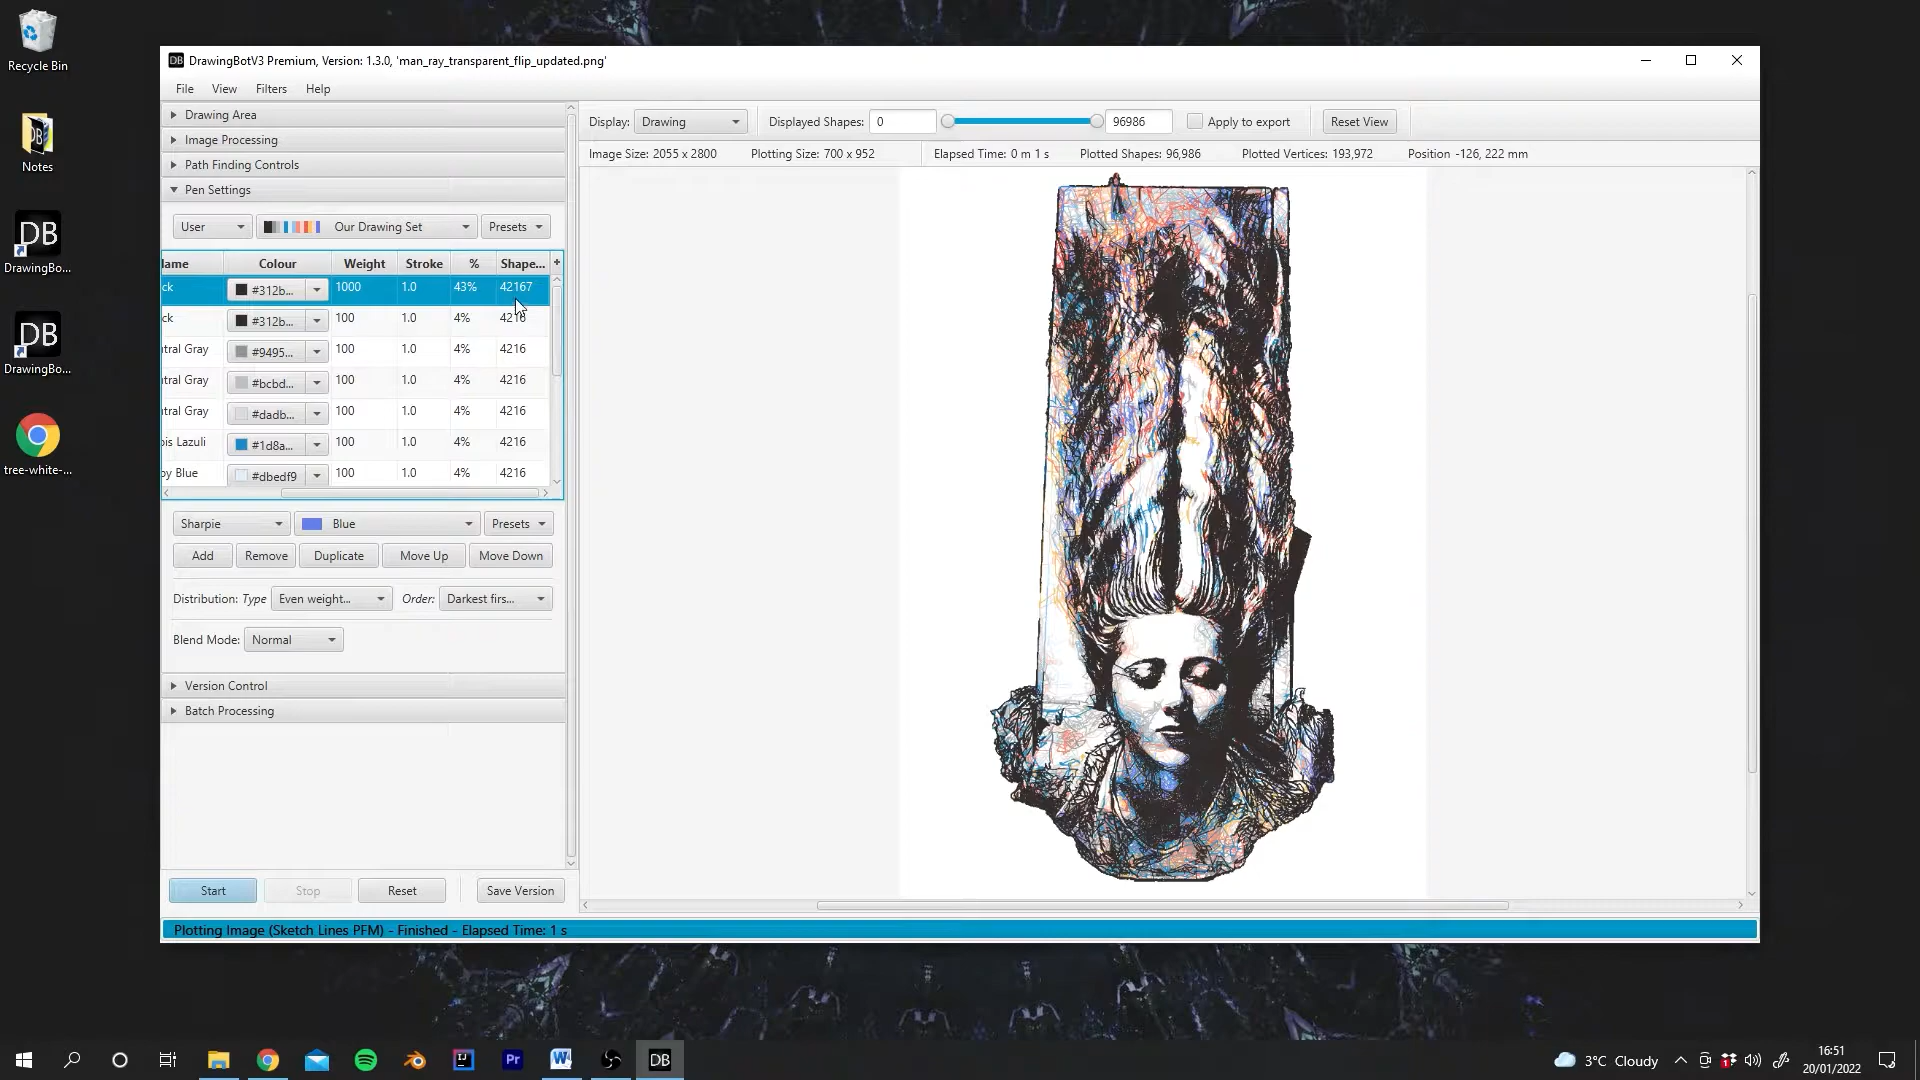 Recycle Bin
Notes
DrawingBo...
DrawingBo...
tree-white-...
DB DrawingBotV3 Premium, Version: 1.3.0, 'man_ray_transparent_flip_updated.png'
File View Filters Help
Drawing Area
Image Processing
Path Finding Controls
Pen Settings
User Our Drawing Set Presets
lame Colour Weight Stroke % Shape... +
ck #312b... 1000 1.0 43% 42167
ck #312b... 100 1.0 4% 4216
tral Gray #9495... 100 1.0 4% 4216
tral Gray #bcbd... 100 1.0 4% 4216
tral Gray #dadb... 100 1.0 4% 4216
is Lazuli #1d8a... 100 1.0 4% 4216
y Blue #dbedf9 100 1.0 4% 4216
Sharpie Blue Presets
Add Remove Duplicate Move Up Move Down
Distribution: Type Even weight... Order: Darkest firs...
Blend Mode: Normal
Version Control
Batch Processing
Start Stop Reset Save Version
Display: Drawing Displayed Shapes: 0 96986 Apply to export Reset View
Image Size: 2055 x 2800 Plotting Size: 700 x 952 Elapsed Time: 0 m 1 s Plotted Shapes: 96,986 Plotted Vertices: 193,972 Position -126, 222 mm
Plotting Image (Sketch Lines PFM) - Finished - Elapsed Time: 1 s
3°C Cloudy
16:51
20/01/2022